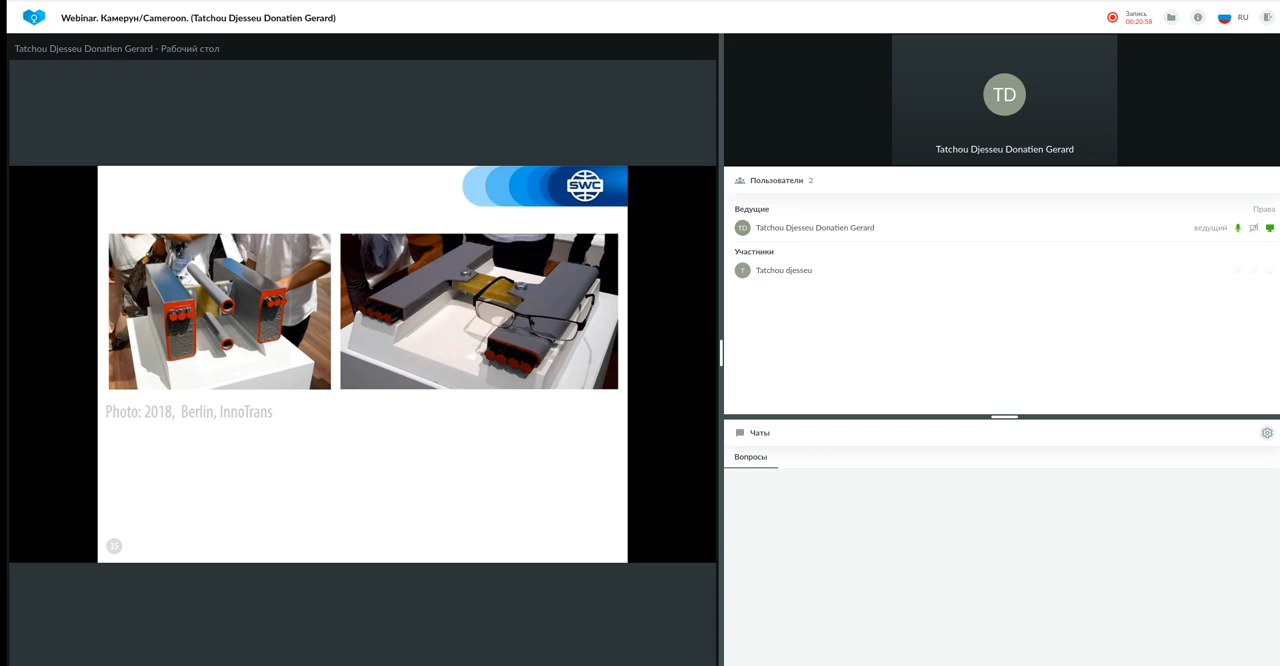 Webinar. Камерун/Cameroon. (Tatchou Djesseu Donatien Gerard)
Запись
00:20:58
RU
Tatchou Djesseu Donatien Gerard - Рабочий стол
SWC
Photo: 2018, Berlin, InnoTrans
35
TD
Tatchou Djesseu Donatien Gerard
Пользователи 2
Ведущие Права
TD Tatchou Djesseu Donatien Gerard ведущий
Участники
T Tatchou djesseu
Чаты
Вопросы